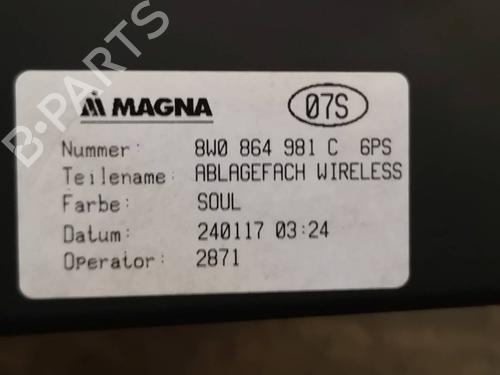 B-PARTS
MAGNA 07S
Nummer: 8W0 864 981 C 6PS
Teilename: ABLAGEFACH WIRELESS
Farbe: SOUL
Datum: 240117 03:24
Operator: 2871